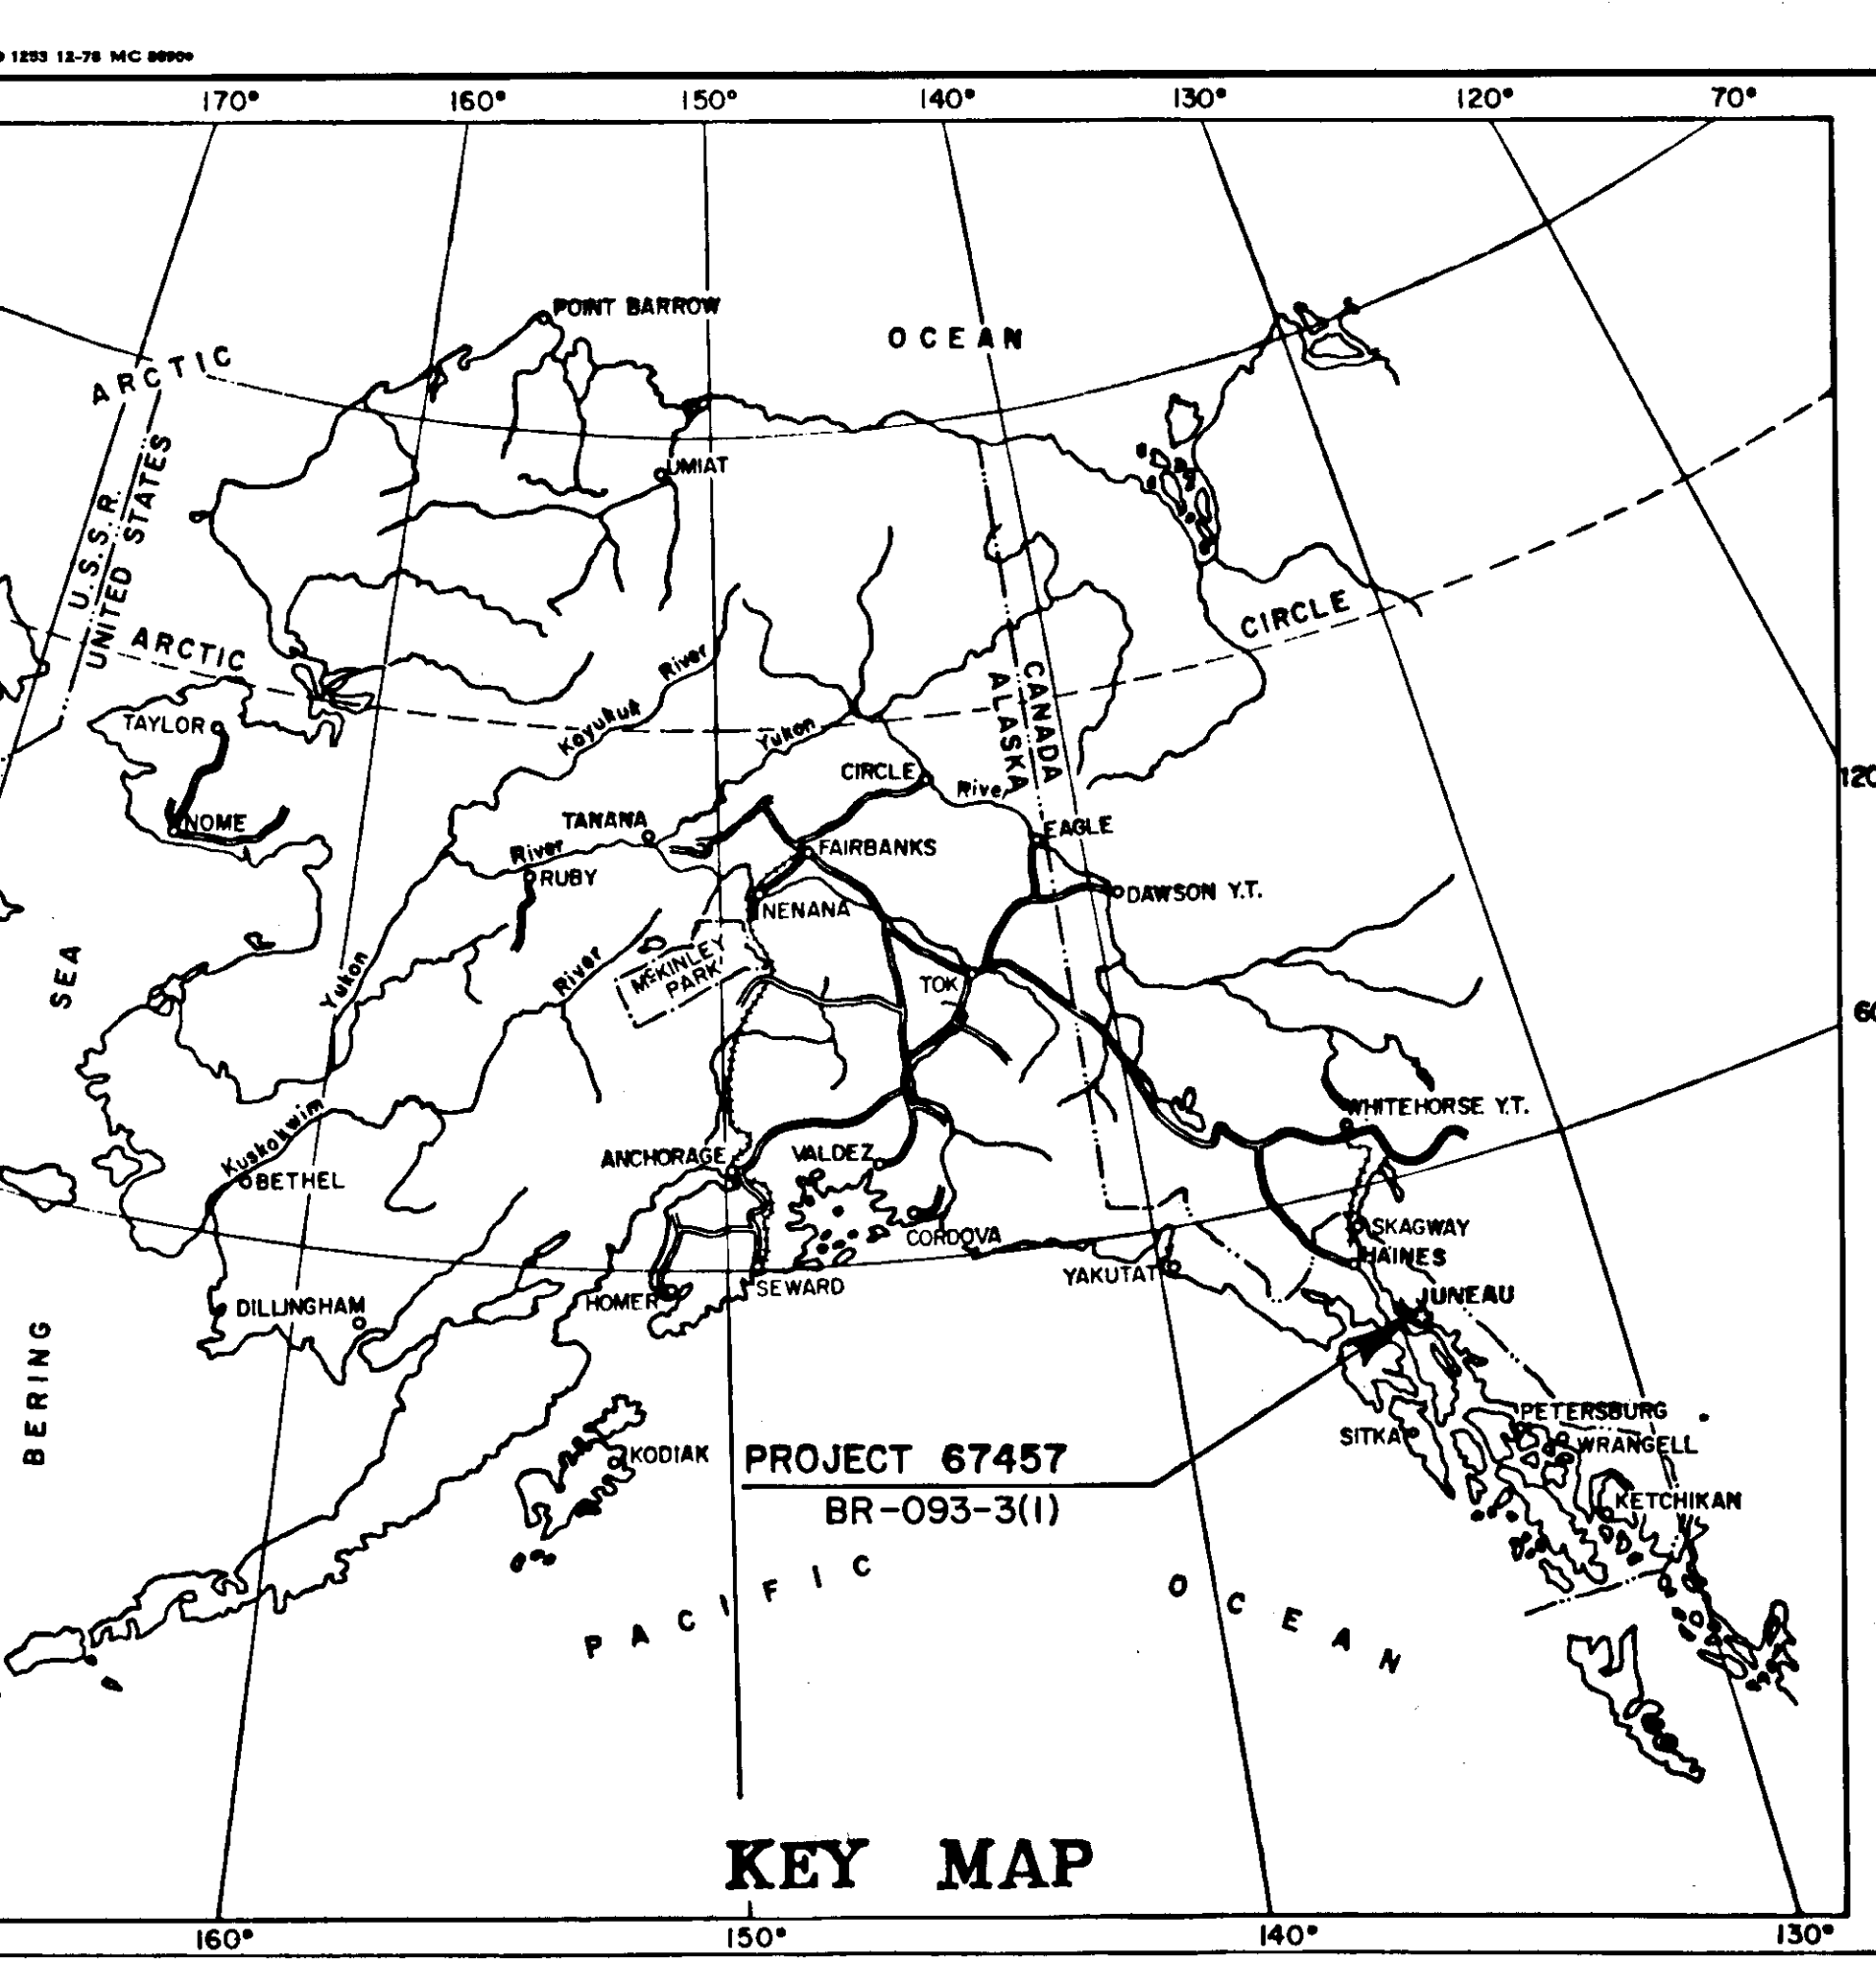 1253 12-78 MC
170° 160° 150° 140° 130° 120° 70°
POINT BARROW
OCEAN
ARCTIC
UMIAT
U.S.S.R.
UNITED STATES
ARCTIC
CIRCLE
River
Koyukuk
CANADA
ALASKA
TAYLOR
Yukon
CIRCLE
River
120
NOME
TANANA
River
RUBY
FAIRBANKS
EAGLE
DAWSON Y.T.
NENANA
McKINLEY
PARK
River
TOK
Yukon
SEA
60
Kuskokwim
WHITEHORSE Y.T.
ANCHORAGE
VALDEZ
BETHEL
CORDOVA
SKAGWAY
HAINES
YAKUTAT
SEWARD
HOMER
DILLINGHAM
JUNEAU
BERING
PETERSBURG
SITKA
WRANGELL
KODIAK
PROJECT 67457
BR-093-3(1)
KETCHIKAN
PACIFIC
OCEAN
KEY MAP
160° 150° 140° 130°